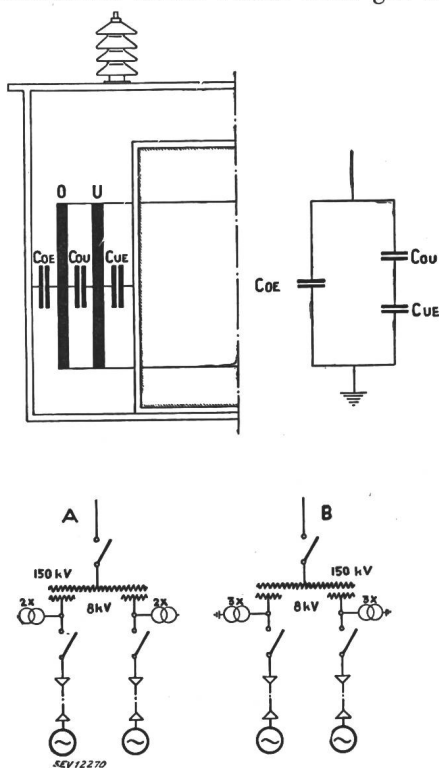 O U
COE COU CUE
COE
COU
CUE
A B
150 kV 150 kV
2x 8kV 2x
3x 8kV 3x
SEV12270